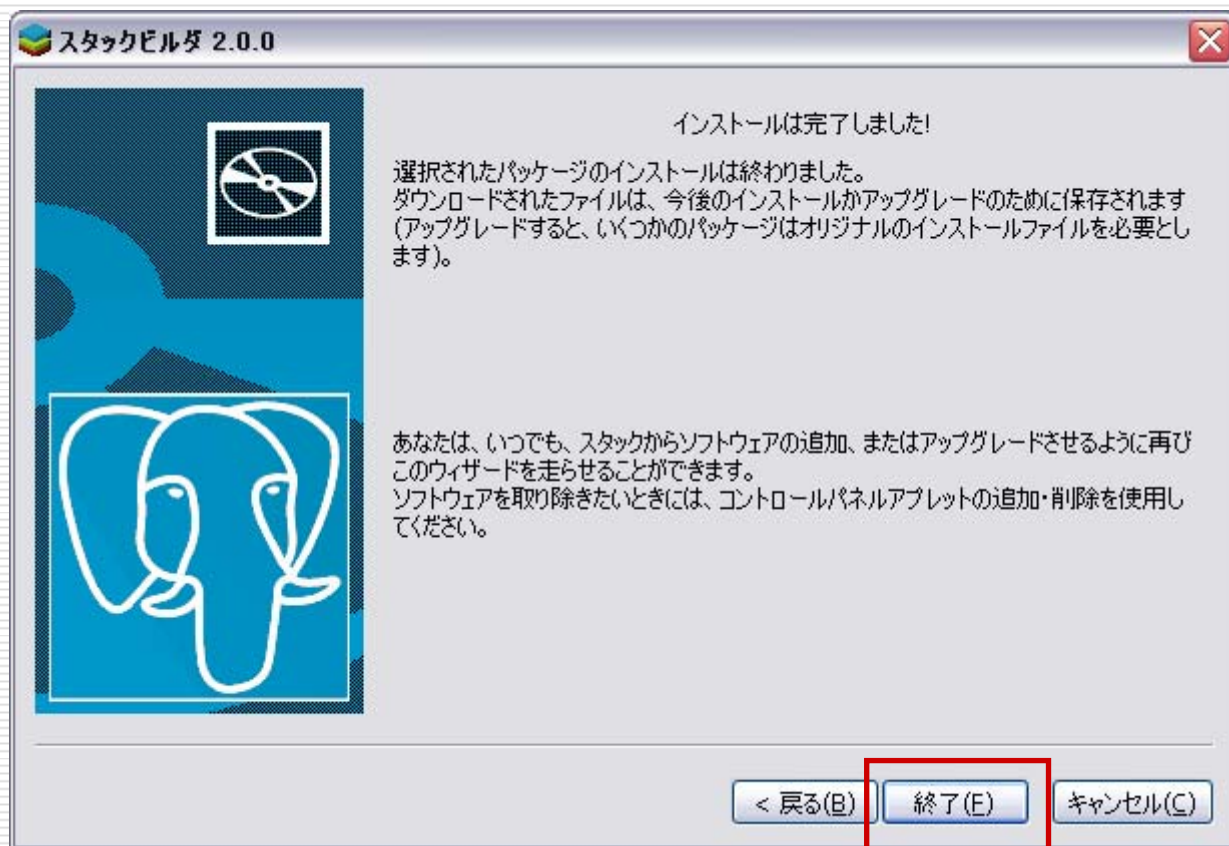 スタックビルダ 2.0.0
インストールは完了しました!
選択されたパッケージのインストールは終わりました。
ダウンロードされたファイルは、今後のインストールかアップグレードのために保存されます
(アップグレードすると、いくつかのパッケージはオリジナルのインストールファイルを必要とし
ます)。
あなたは、いつでも、スタックからソフトウェアの追加、またはアップグレードさせるように再び
このウィザードを走らせることができます。
ソフトウェアを取り除きたいときには、コントロールパネルアプレットの追加・削除を使用し
てください。
< 戻る(B) 終了(F) キャンセル(C)